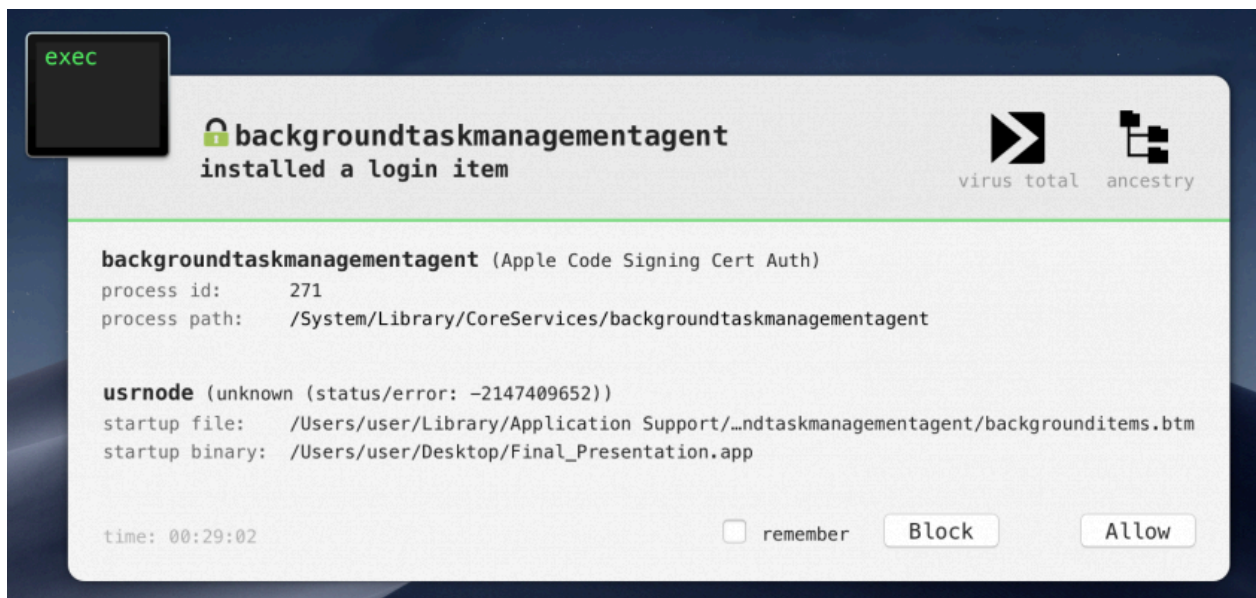 exec
backgroundtaskmanagementagent
installed a login item
virus total
ancestry
backgroundtaskmanagementagent (Apple Code Signing Cert Auth)
process id: 271
process path: /System/Library/CoreServices/backgroundtaskmanagementagent
usrnode (unknown (status/error: -2147409652))
startup file: /Users/user/Library/Application Support/…ndtaskmanagementagent/backgrounditems.btm
startup binary: /Users/user/Desktop/Final_Presentation.app
time: 00:29:02
remember
Block
Allow